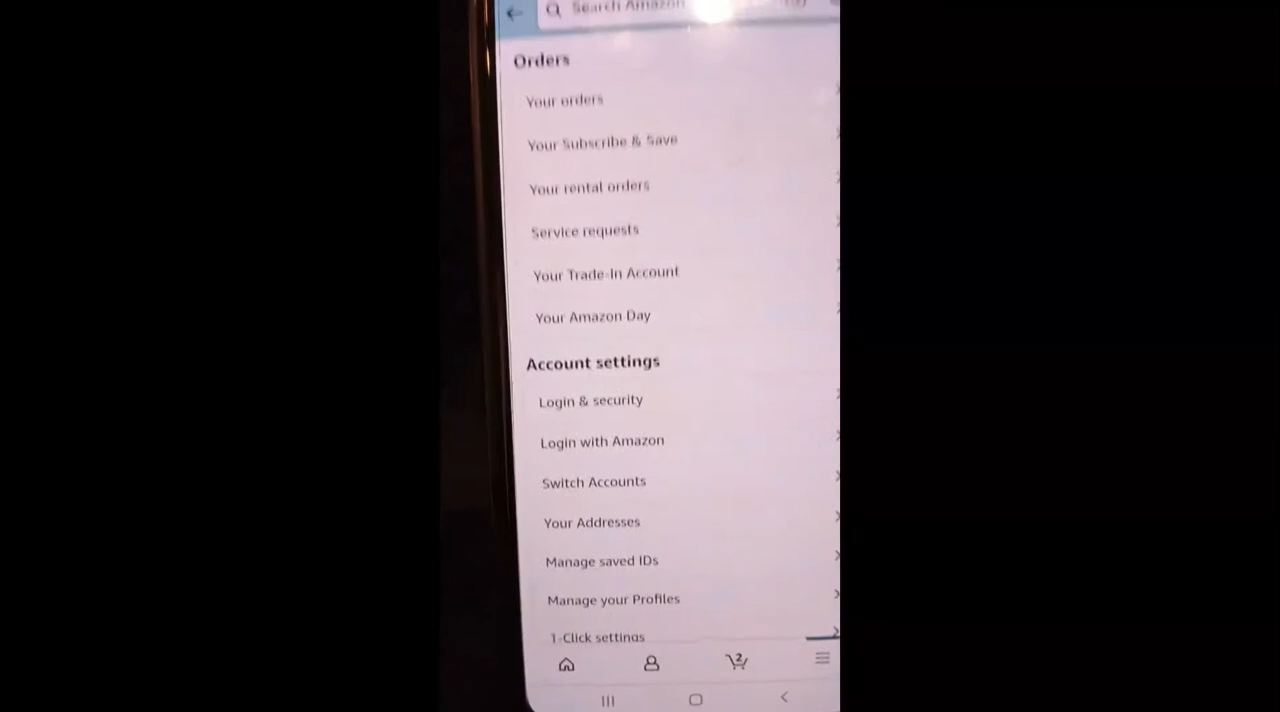 Search Amazon
Orders
Your orders
Your Subscribe & Save
Your rental orders
Service requests
Your Trade-In Account
Your Amazon Day
Account settings
Login & security
Login with Amazon
Switch Accounts
Your Addresses
Manage saved IDs
Manage your Profiles
1-Click settings
2